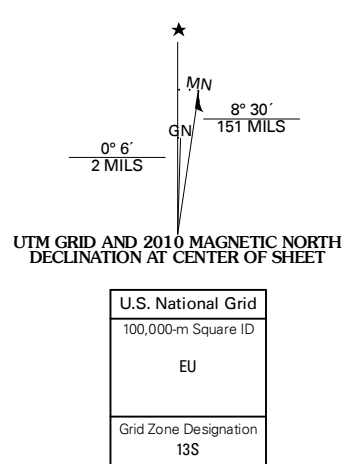 ★
MN
8° 30´
151 MILS
GN
0° 6´
2 MILS
UTM GRID AND 2010 MAGNETIC NORTH
DECLINATION AT CENTER OF SHEET
U.S. National Grid
100,000-m Square ID
EU
Grid Zone Designation
13S